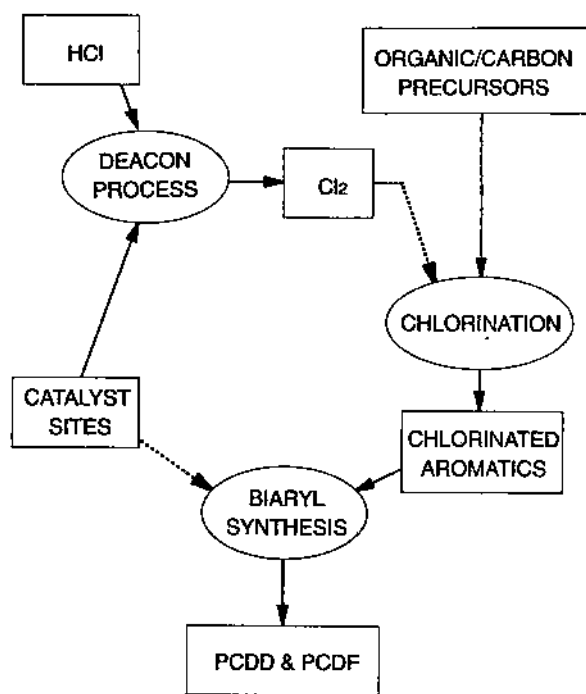 HCl
ORGANIC/CARBON
PRECURSORS
DEACON
PROCESS
Cl2
CHLORINATION
CATALYST
SITES
CHLORINATED
AROMATICS
BIARYL
SYNTHESIS
PCDD & PCDF